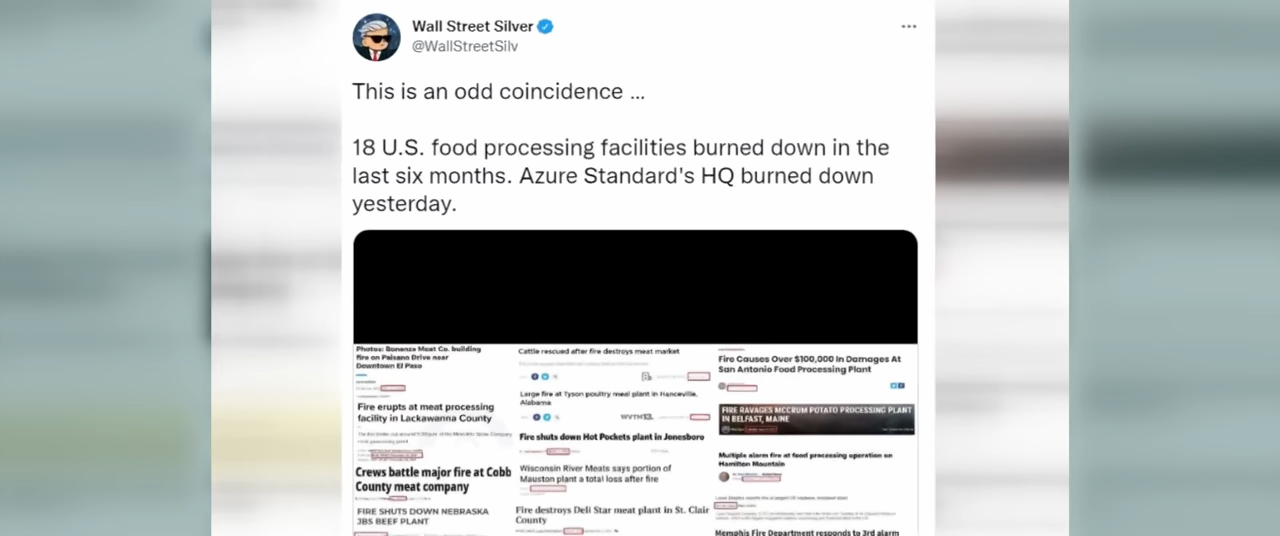 Wall Street Silver
@WallStreetSilv
This is an odd coincidence ...
18 U.S. food processing facilities burned down in the
last six months. Azure Standard's HQ burned down
yesterday.
Photos: Bonanza Meat Co. building
fire on Paisano Drive near
Downtown El Paso
Fire erupts at meat processing
facility in Lackawanna County
Crews battle major fire at Cobb
County meat company
FIRE SHUTS DOWN NEBRASKA
JBS BEEF PLANT
Cattle rescued after fire destroys meat market
Large fire at Tyson poultry meal plant in Hanceville,
Alabama
WVTM13
Fire shuts down Hot Pockets plant in Jonesboro
Wisconsin River Meats says portion of
Mauston plant a total loss after fire
Fire destroys Deli Star meat plant in St. Clair
County
Fire Causes Over $100,000 In Damages At
San Antonio Food Processing Plant
FIRE RAVAGES MCCRUM POTATO PROCESSING PLANT
IN BELFAST, MAINE
Multiple alarm fire at food processing operation on
Hamilton Mountain
Memphis Fire Department responds to 3rd alarm